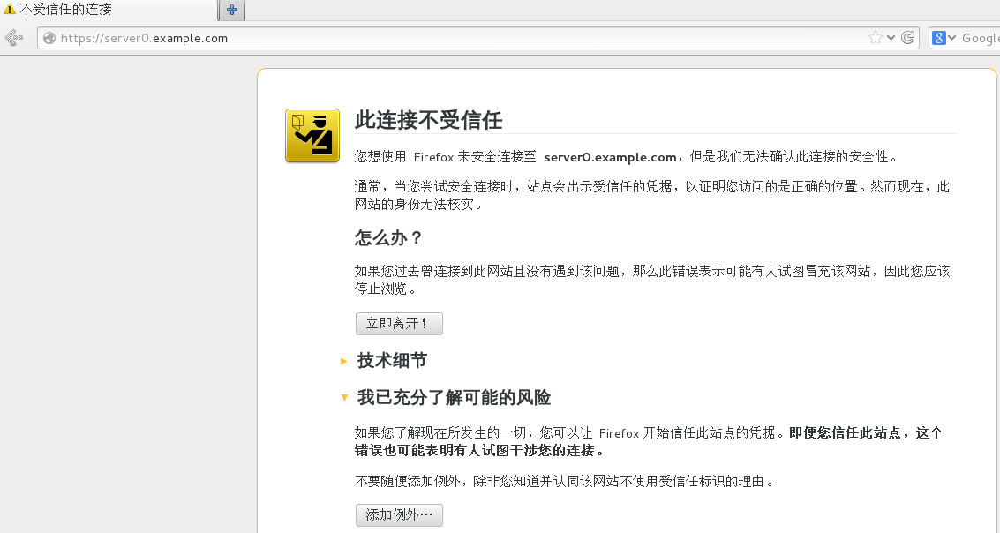 不受信任的连接
https://server0.example.com
Google
此连接不受信任
您想使用 Firefox 来安全连接至 server0.example.com，但是我们无法确认此连接的安全性。
通常，当您尝试安全连接时，站点会出示受信任的凭据，以证明您访问的是正确的位置。然而现在，此
网站的身份无法核实。
怎么办？
如果您过去曾连接到此网站且没有遇到该问题，那么此错误表示可能有人试图冒充该网站，因此您应该
停止浏览。
立即离开！
技术细节
我已充分了解可能的风险
如果您了解现在所发生的一切，您可以让 Firefox 开始信任此站点的凭据。即便您信任此站点，这个
错误也可能表明有人试图干涉您的连接。
不要随便添加例外，除非您知道并认同该网站不使用受信任标识的理由。
添加例外…